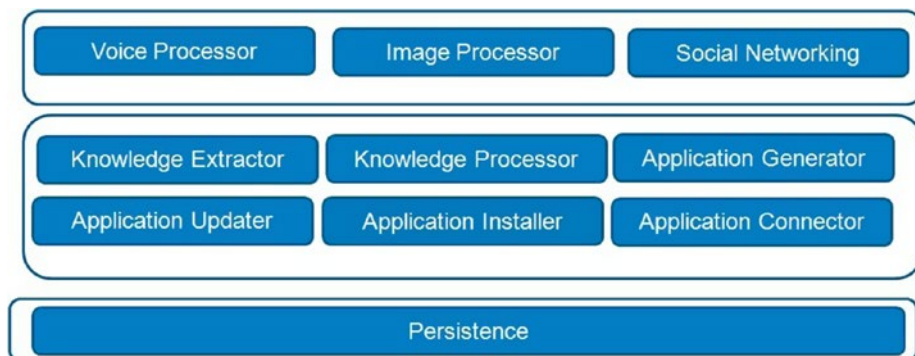 Voice Processor
Image Processor
Social Networking
Knowledge Extractor
Knowledge Processor
Application Generator
Application Updater
Application Installer
Application Connector
Persistence